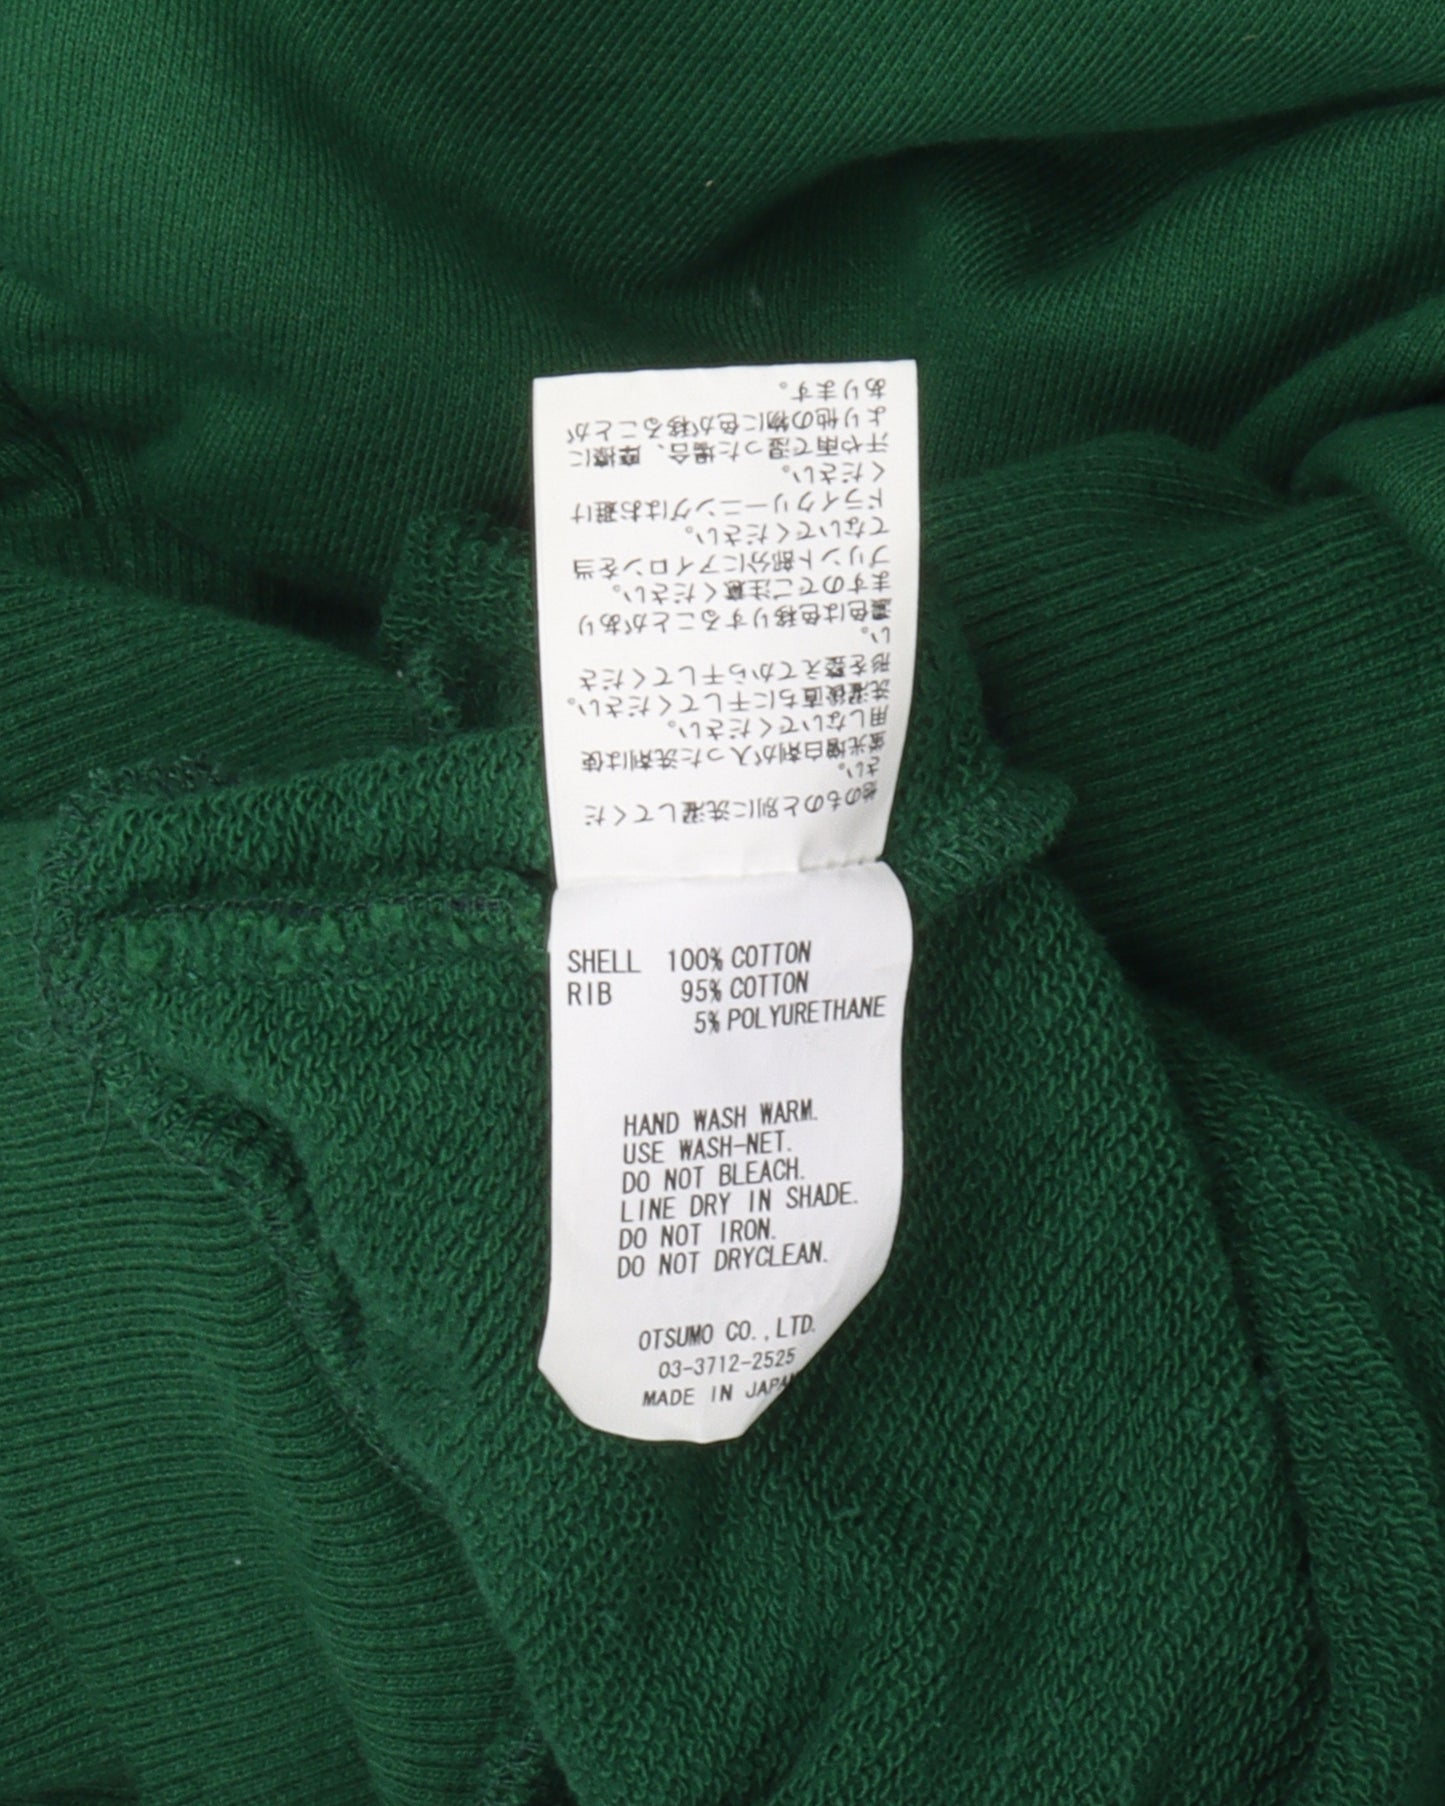 他のものと別に洗濯してくだ
さい。
蛍光増白剤が入った洗剤は使
用しないでください。
洗濯後直ちに干してください。
形を整えてから干してくださ
い。
濃色は色移りすることがあり
ますのでご注意ください。
プリント部分にアイロンを当
てないでください。
ドライクリーニングはお避け
ください。
汗や雨で湿った場合、摩擦に
より他の物に色が移ることが
あります。
SHELL 100% COTTON
RIB 95% COTTON
5% POLYURETHANE
HAND WASH WARM.
USE WASH-NET.
DO NOT BLEACH.
LINE DRY IN SHADE.
DO NOT IRON.
DO NOT DRYCLEAN.
OTSUMO CO.,LTD.
03-3712-2525
MADE IN JAPAN